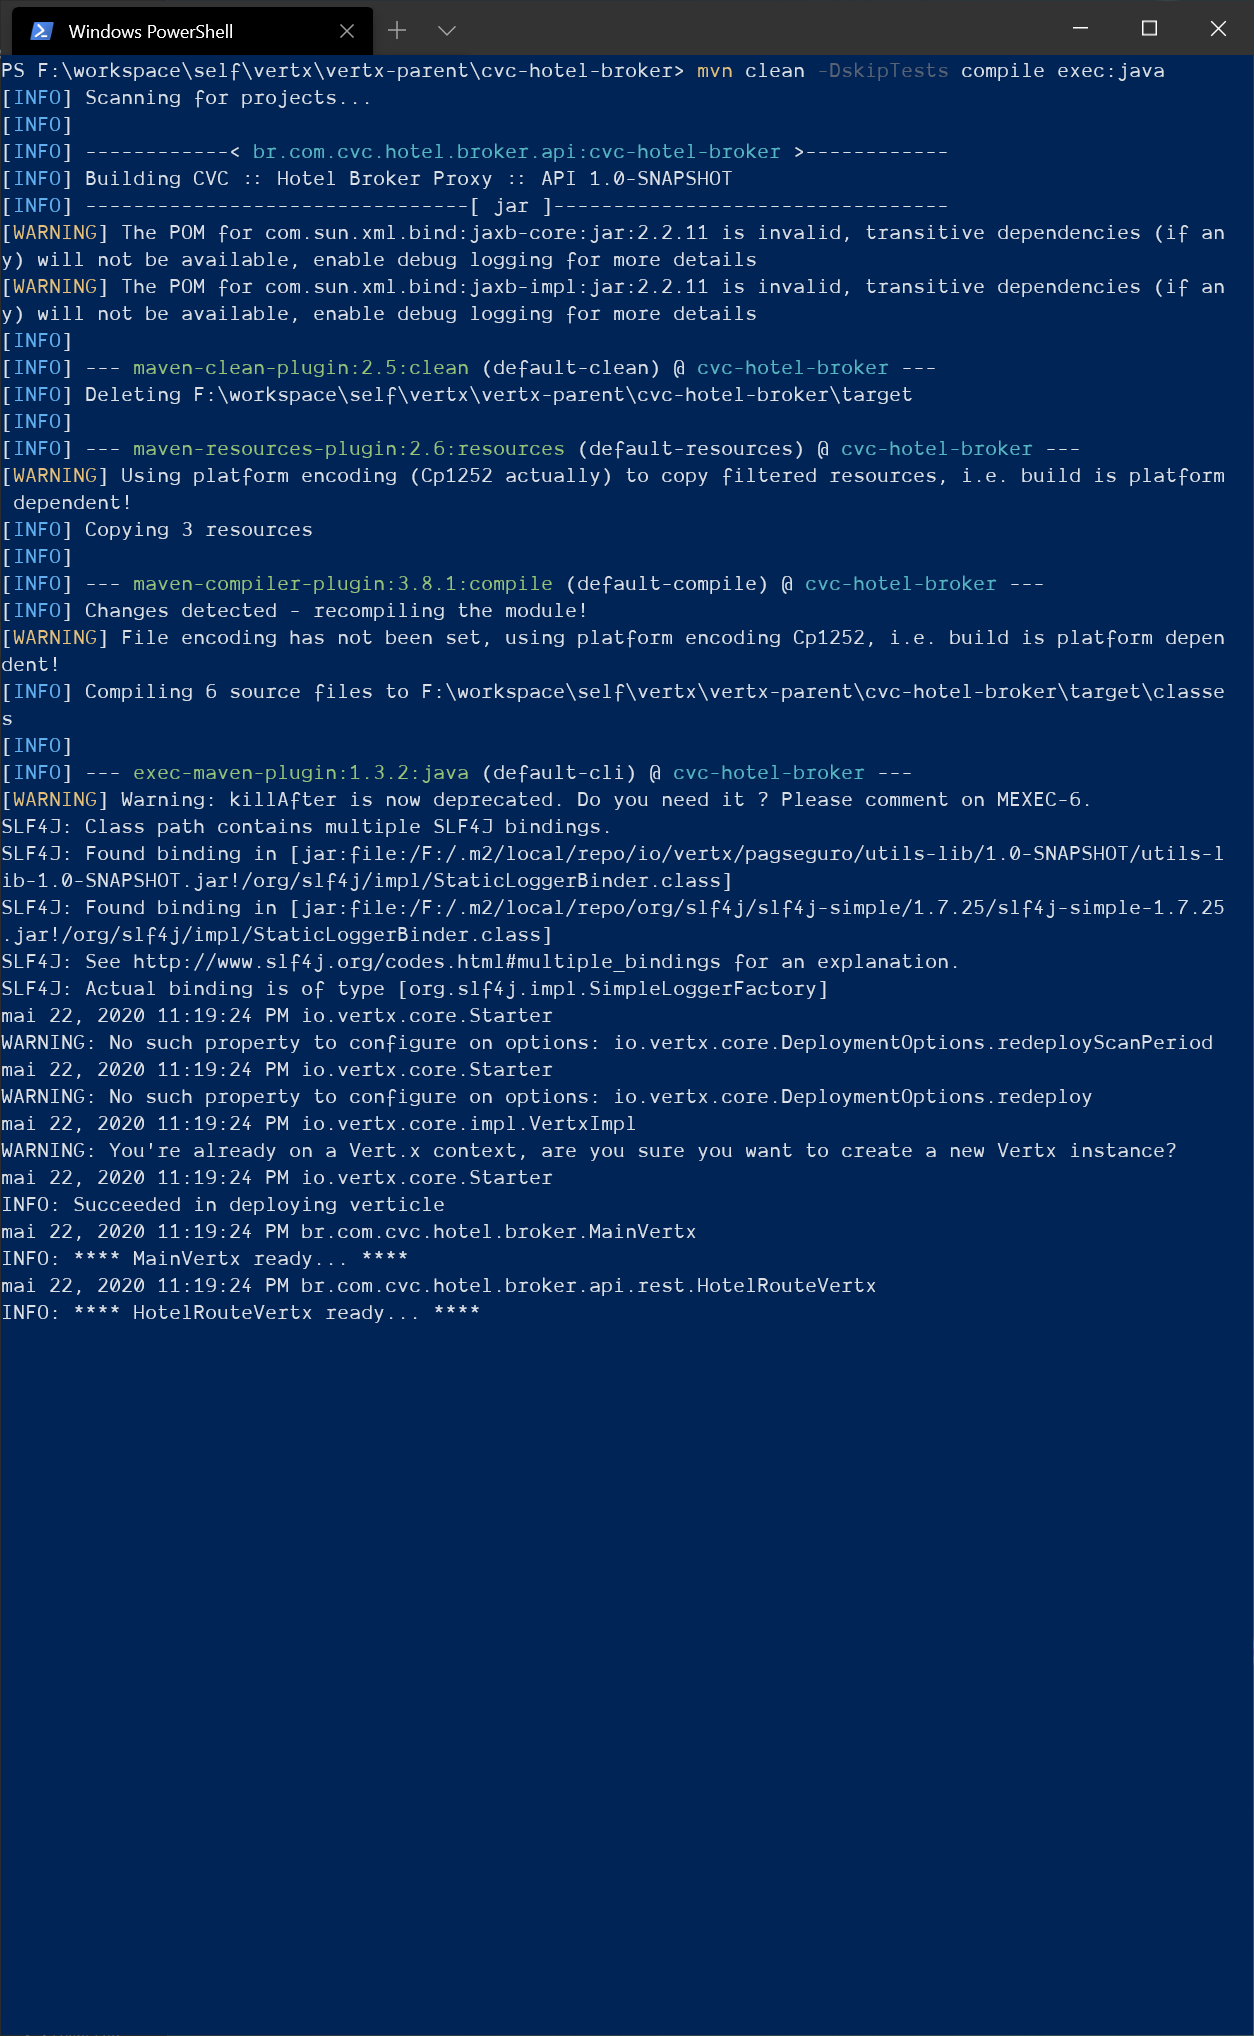 Windows PowerShell
PS F:\workspace\self\vertx\vertx-parent\cvc-hotel-broker> mvn clean -DskipTests compile exec:java
[INFO] Scanning for projects...
[INFO]
[INFO] ------------< br.com.cvc.hotel.broker.api:cvc-hotel-broker >------------
[INFO] Building CVC :: Hotel Broker Proxy :: API 1.0-SNAPSHOT
[INFO] --------------------------------[ jar ]---------------------------------
[WARNING] The POM for com.sun.xml.bind:jaxb-core:jar:2.2.11 is invalid, transitive dependencies (if an
y) will not be available, enable debug logging for more details
[WARNING] The POM for com.sun.xml.bind:jaxb-impl:jar:2.2.11 is invalid, transitive dependencies (if an
y) will not be available, enable debug logging for more details
[INFO]
[INFO] --- maven-clean-plugin:2.5:clean (default-clean) @ cvc-hotel-broker ---
[INFO] Deleting F:\workspace\self\vertx\vertx-parent\cvc-hotel-broker\target
[INFO]
[INFO] --- maven-resources-plugin:2.6:resources (default-resources) @ cvc-hotel-broker ---
[WARNING] Using platform encoding (Cp1252 actually) to copy filtered resources, i.e. build is platform
 dependent!
[INFO] Copying 3 resources
[INFO]
[INFO] --- maven-compiler-plugin:3.8.1:compile (default-compile) @ cvc-hotel-broker ---
[INFO] Changes detected - recompiling the module!
[WARNING] File encoding has not been set, using platform encoding Cp1252, i.e. build is platform depen
dent!
[INFO] Compiling 6 source files to F:\workspace\self\vertx\vertx-parent\cvc-hotel-broker\target\classe
s
[INFO]
[INFO] --- exec-maven-plugin:1.3.2:java (default-cli) @ cvc-hotel-broker ---
[WARNING] Warning: killAfter is now deprecated. Do you need it ? Please comment on MEXEC-6.
SLF4J: Class path contains multiple SLF4J bindings.
SLF4J: Found binding in [jar:file:/F:/.m2/local/repo/io/vertx/pagseguro/utils-lib/1.0-SNAPSHOT/utils-l
ib-1.0-SNAPSHOT.jar!/org/slf4j/impl/StaticLoggerBinder.class]
SLF4J: Found binding in [jar:file:/F:/.m2/local/repo/org/slf4j/slf4j-simple/1.7.25/slf4j-simple-1.7.25
.jar!/org/slf4j/impl/StaticLoggerBinder.class]
SLF4J: See http://www.slf4j.org/codes.html#multiple_bindings for an explanation.
SLF4J: Actual binding is of type [org.slf4j.impl.SimpleLoggerFactory]
mai 22, 2020 11:19:24 PM io.vertx.core.Starter
WARNING: No such property to configure on options: io.vertx.core.DeploymentOptions.redeployScanPeriod
mai 22, 2020 11:19:24 PM io.vertx.core.Starter
WARNING: No such property to configure on options: io.vertx.core.DeploymentOptions.redeploy
mai 22, 2020 11:19:24 PM io.vertx.core.impl.VertxImpl
WARNING: You're already on a Vert.x context, are you sure you want to create a new Vertx instance?
mai 22, 2020 11:19:24 PM io.vertx.core.Starter
INFO: Succeeded in deploying verticle
mai 22, 2020 11:19:24 PM br.com.cvc.hotel.broker.MainVertx
INFO: **** MainVertx ready... ****
mai 22, 2020 11:19:24 PM br.com.cvc.hotel.broker.api.rest.HotelRouteVertx
INFO: **** HotelRouteVertx ready... ****